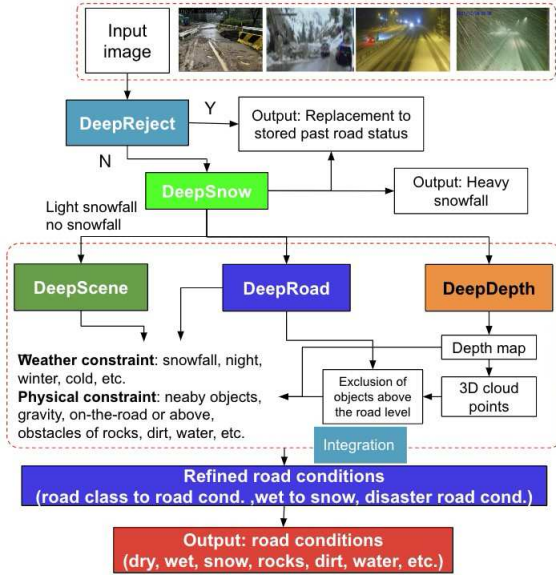 Input
image
DeepReject
Y
Output: Replacement to
stored past road status
N
DeepSnow
Output: Heavy
snowfall
Light snowfall
no snowfall
DeepScene
DeepRoad
DeepDepth
Weather constraint: snowfall, night,
winter, cold, etc.
Physical constraint: neaby objects,
gravity, on-the-road or above,
obstacles of rocks, dirt, water, etc.
Exclusion of
objects above
the road level
Depth map
3D cloud
points
Integration
Refined road conditions
(road class to road cond. ,wet to snow, disaster road cond.)
Output: road conditions
(dry, wet, snow, rocks, dirt, water, etc.)